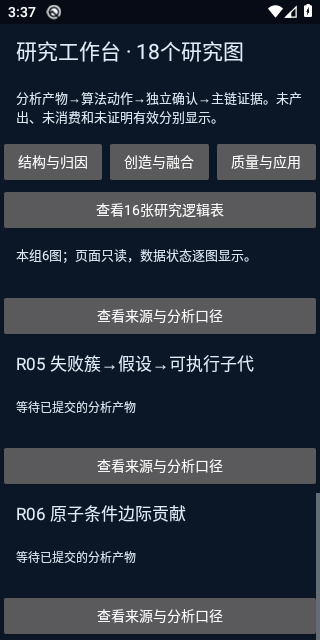 3:37
研究工作台 · 18个研究图
分析产物→算法动作→独立确认→主链证据。未产
出、未消费和未证明有效分别显示。
结构与归因
创造与融合
质量与应用
查看16张研究逻辑表
本组6图；页面只读，数据状态逐图显示。
查看来源与分析口径
R05 失败簇→假设→可执行子代
等待已提交的分析产物
查看来源与分析口径
R06 原子条件边际贡献
等待已提交的分析产物
查看来源与分析口径